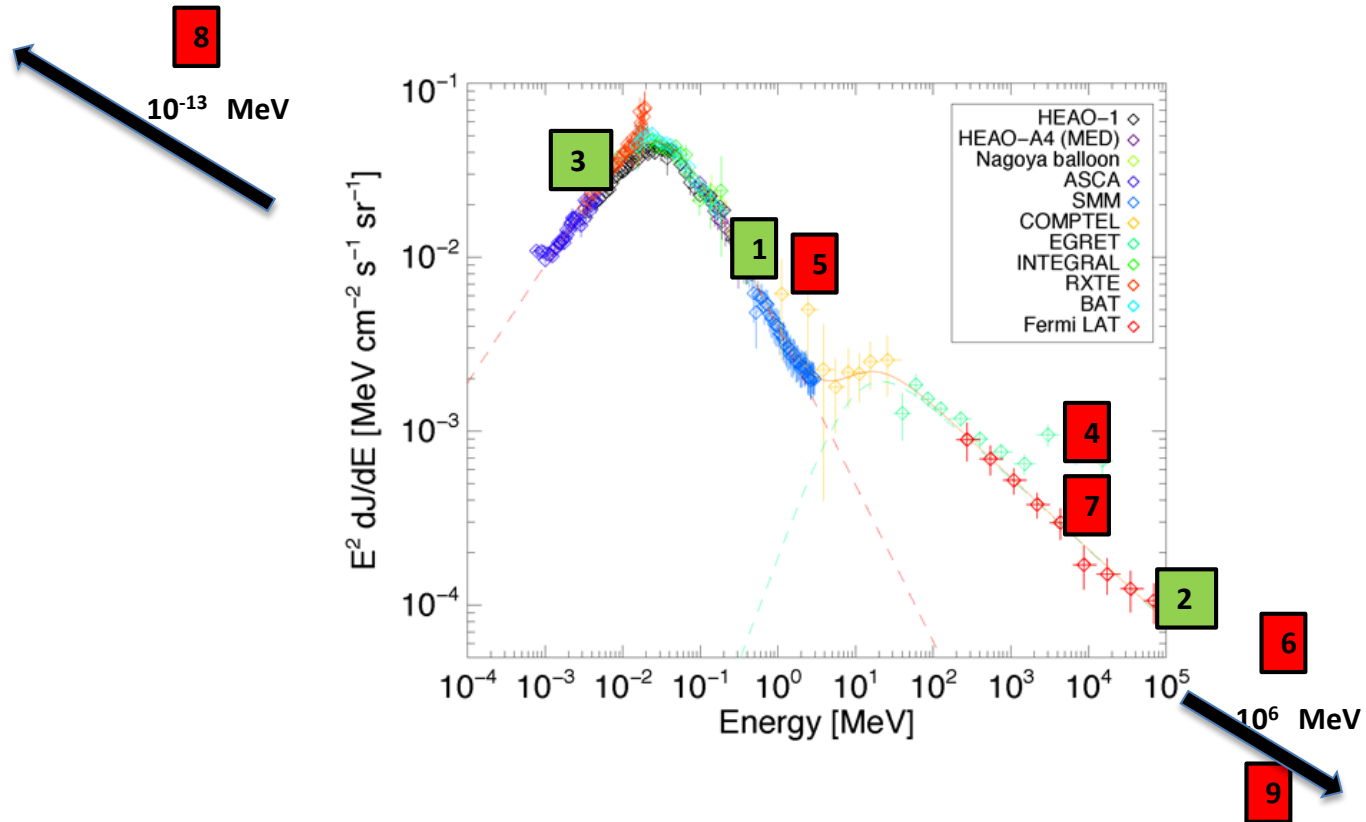 8
10⁻¹³ MeV
10⁻¹
10⁻²
10⁻³
10⁻⁴
E² dJ/dE [MeV cm⁻² s⁻¹ sr⁻¹]
HEAO-1
HEAO-A4 (MED)
Nagoya balloon
ASCA
SMM
COMPTEL
EGRET
INTEGRAL
RXTE
BAT
Fermi LAT
3
1
5
4
7
2
6
10⁻⁴ 10⁻³ 10⁻² 10⁻¹ 10⁰ 10¹ 10² 10³ 10⁴ 10⁵
Energy [MeV]
10⁶ MeV
9